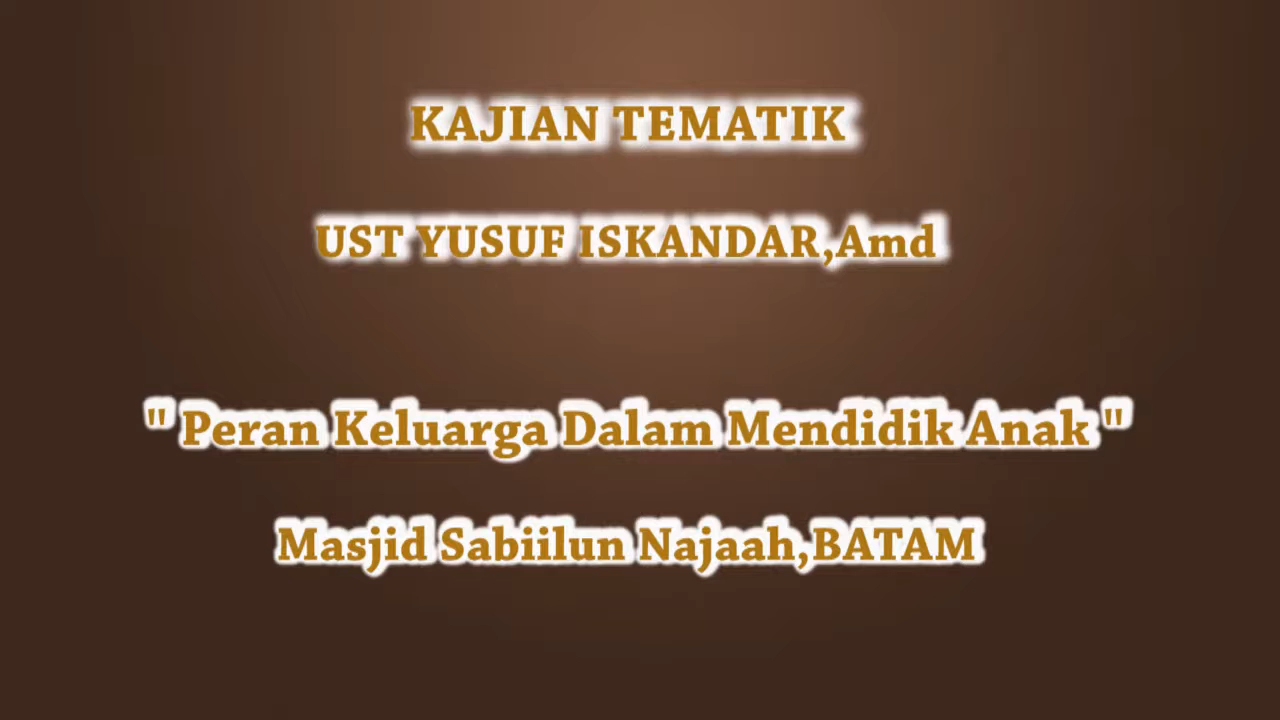 KAJIAN TEMATIK
UST YUSUF ISKANDAR,Amd
" Peran Keluarga Dalam Mendidik Anak "
Masjid Sabiilun Najaah,BATAM